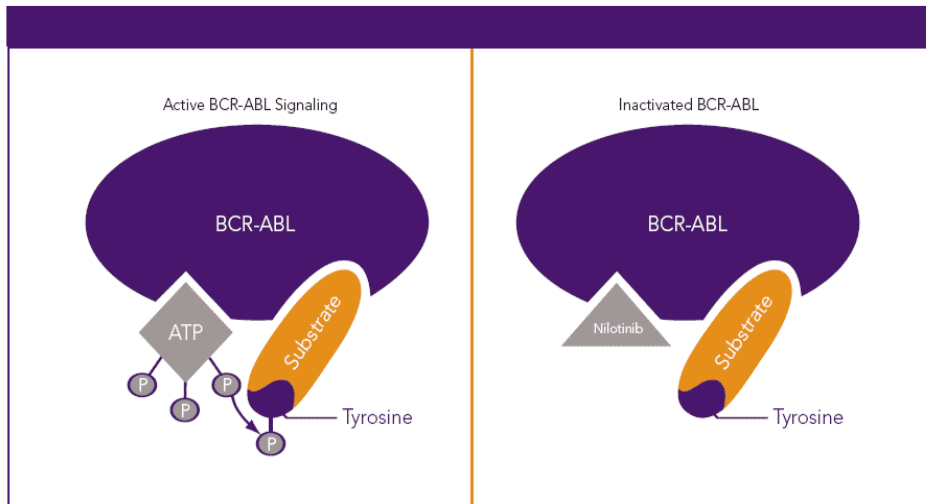 Active BCR-ABL Signaling
BCR-ABL
ATP
Substrate
P
P
P
P
Tyrosine
Inactivated BCR-ABL
BCR-ABL
Nilotinib
Substrate
Tyrosine